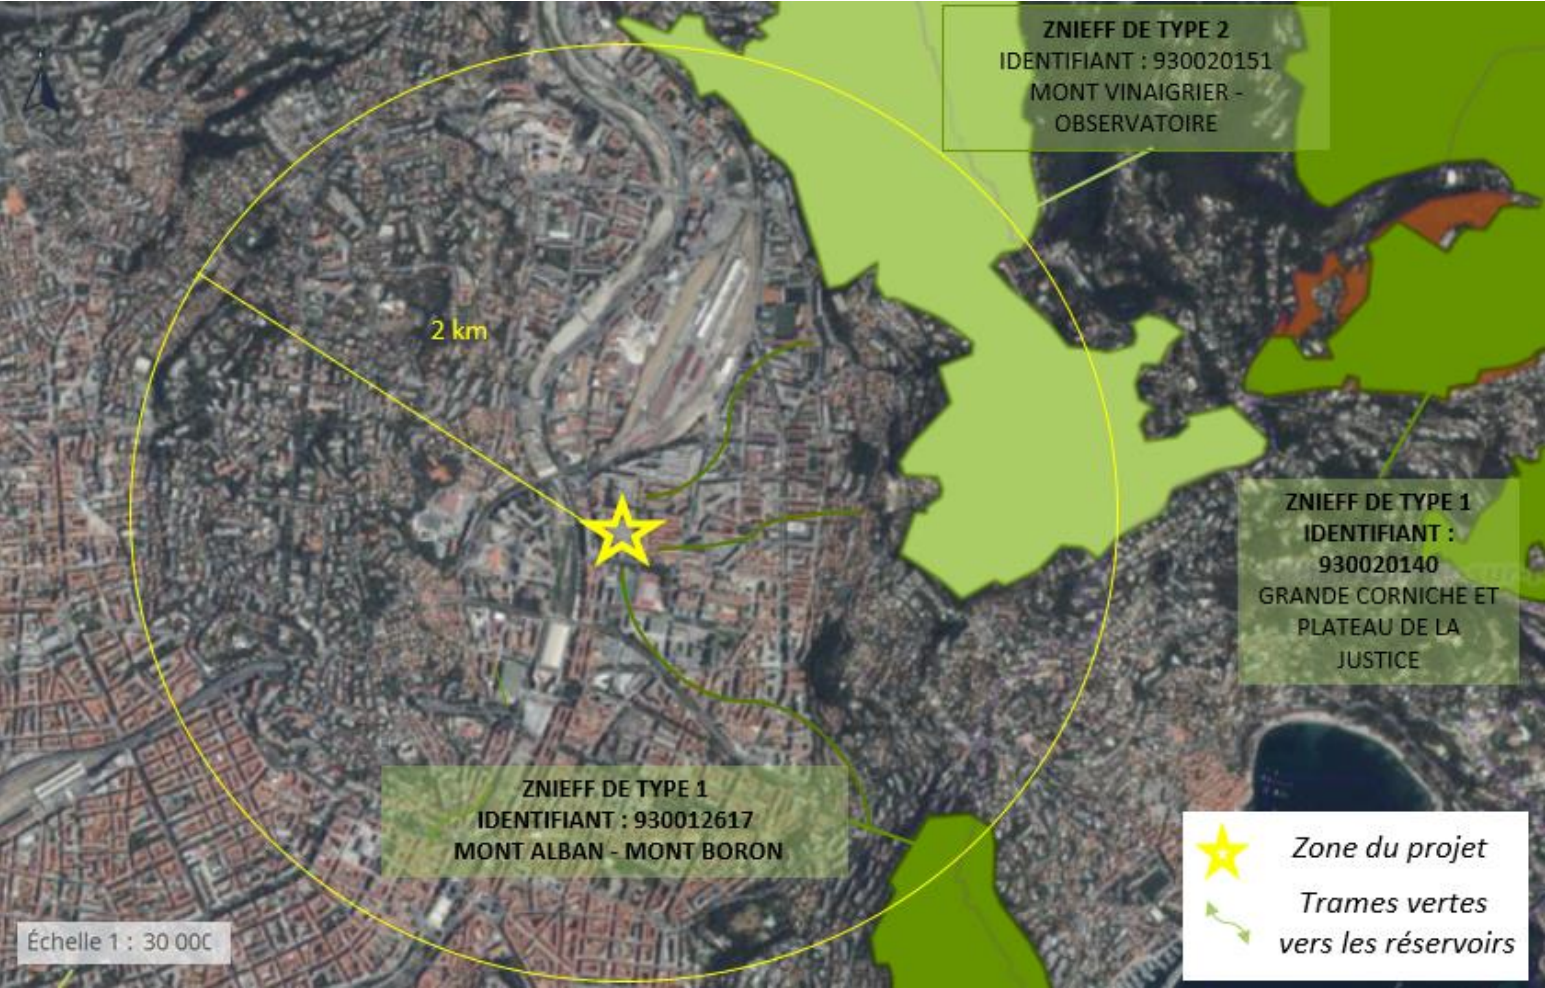 ZNIEFF DE TYPE 2
IDENTIFIANT : 930020151
MONT VINAIGRIER -
OBSERVATOIRE
2 km
ZNIEFF DE TYPE 1
IDENTIFIANT :
930020140
GRANDE CORNICHE ET
PLATEAU DE LA
JUSTICE
ZNIEFF DE TYPE 1
IDENTIFIANT : 930012617
MONT ALBAN - MONT BORON
Zone du projet
Trames vertes
vers les réservoirs
Échelle 1 : 30 000